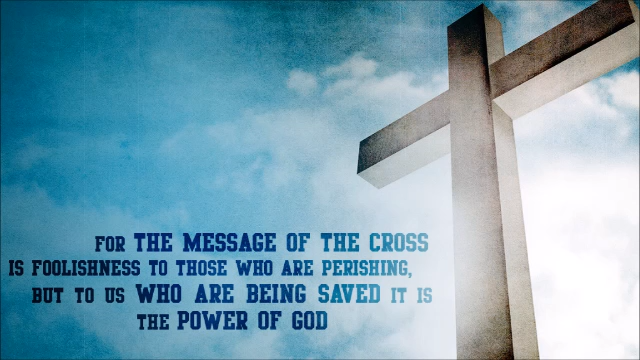 FOR THE MESSAGE OF THE CROSS
IS FOOLISHNESS TO THOSE WHO ARE PERISHING,
BUT TO US WHO ARE BEING SAVED IT IS
THE POWER OF GOD